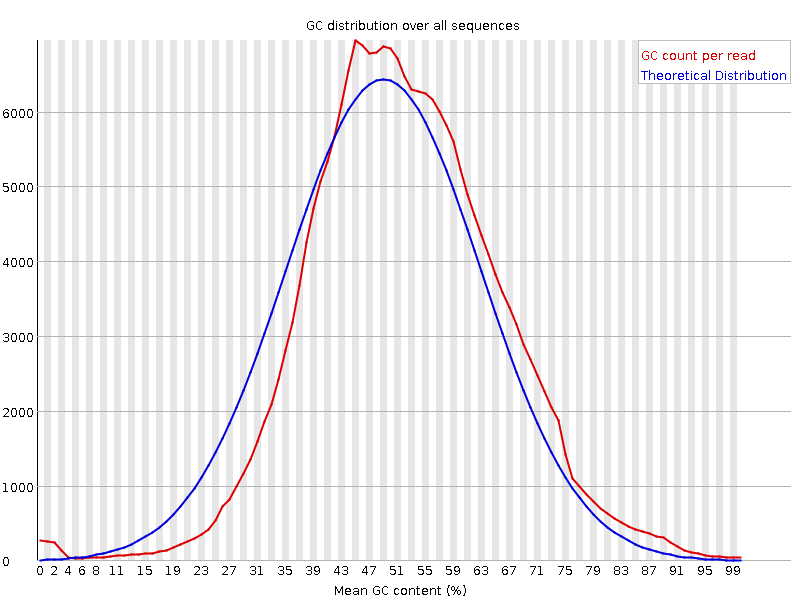 GC distribution over all sequences
GC count per read
Theoretical Distribution
6000
5000
4000
3000
2000
1000
0
0 2 4 6 8 11 15 19 23 27 31 35 39 43 47 51 55 59 63 67 71 75 79 83 87 91 95 99
Mean GC content (%)